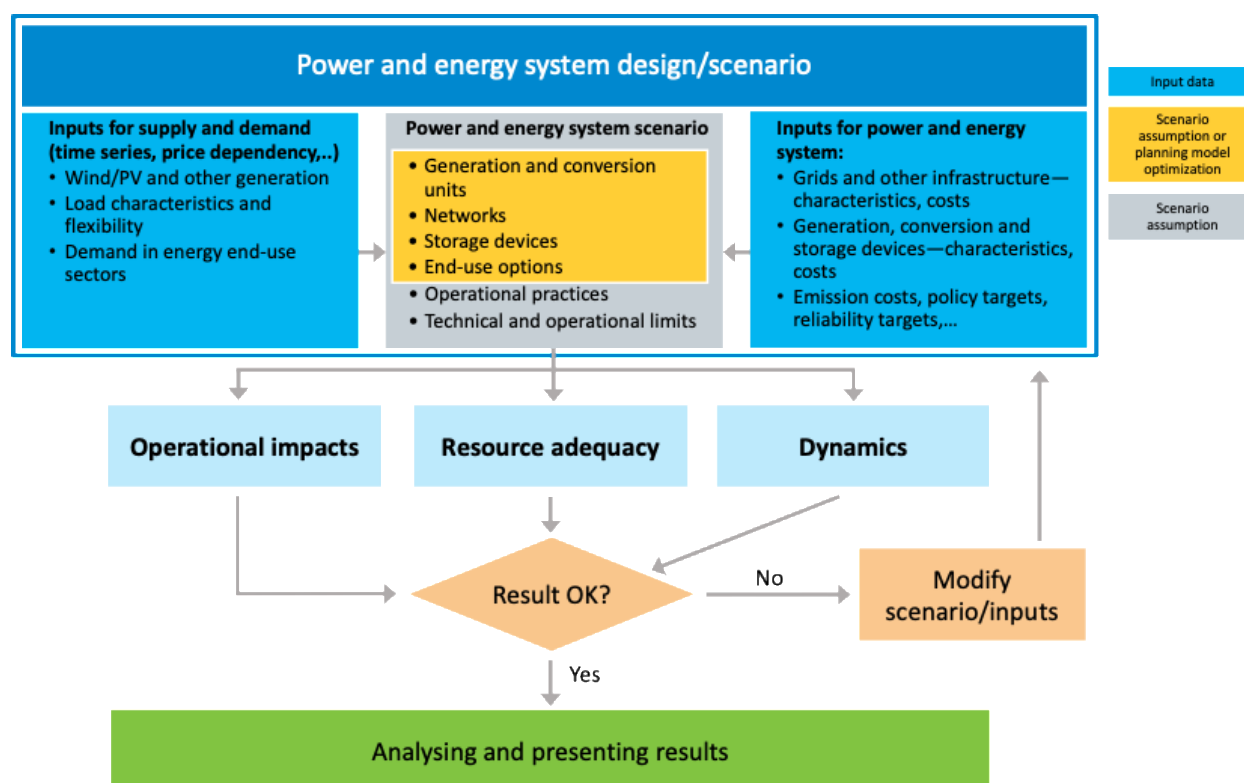 Power and energy system design/scenario
Inputs for supply and demand
(time series, price dependency,..)
• Wind/PV and other generation
• Load characteristics and
flexibility
• Demand in energy end-use
sectors
Power and energy system scenario
• Generation and conversion
units
• Networks
• Storage devices
• End-use options
• Operational practices
• Technical and operational limits
Inputs for power and energy
system:
• Grids and other infrastructure—
characteristics, costs
• Generation, conversion and
storage devices—characteristics,
costs
• Emission costs, policy targets,
reliability targets,...
Input data
Scenario
assumption or
planning model
optimization
Scenario
assumption
Operational impacts
Resource adequacy
Dynamics
Result OK?
No
Modify
scenario/inputs
Yes
Analysing and presenting results